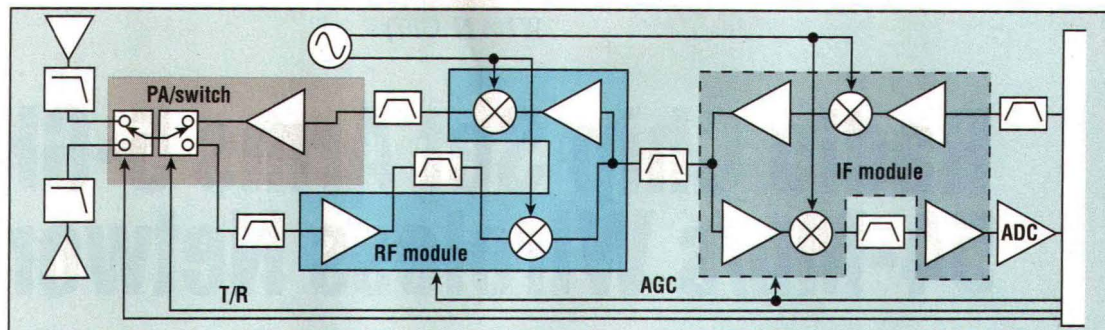 PA/switch
IF module
RF module
ADC
T/R
AGC